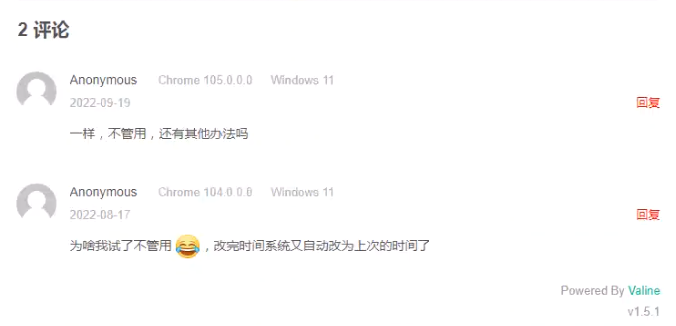 2 评论
Anonymous Chrome 105.0.0.0 Windows 11
2022-09-19 回复
一样，不管用，还有其他办法吗
Anonymous Chrome 104.0.0.0 Windows 11
2022-08-17 回复
为啥我试了不管用😂，改完时间系统又自动改为上次的时间了
Powered By Valine
v1.5.1